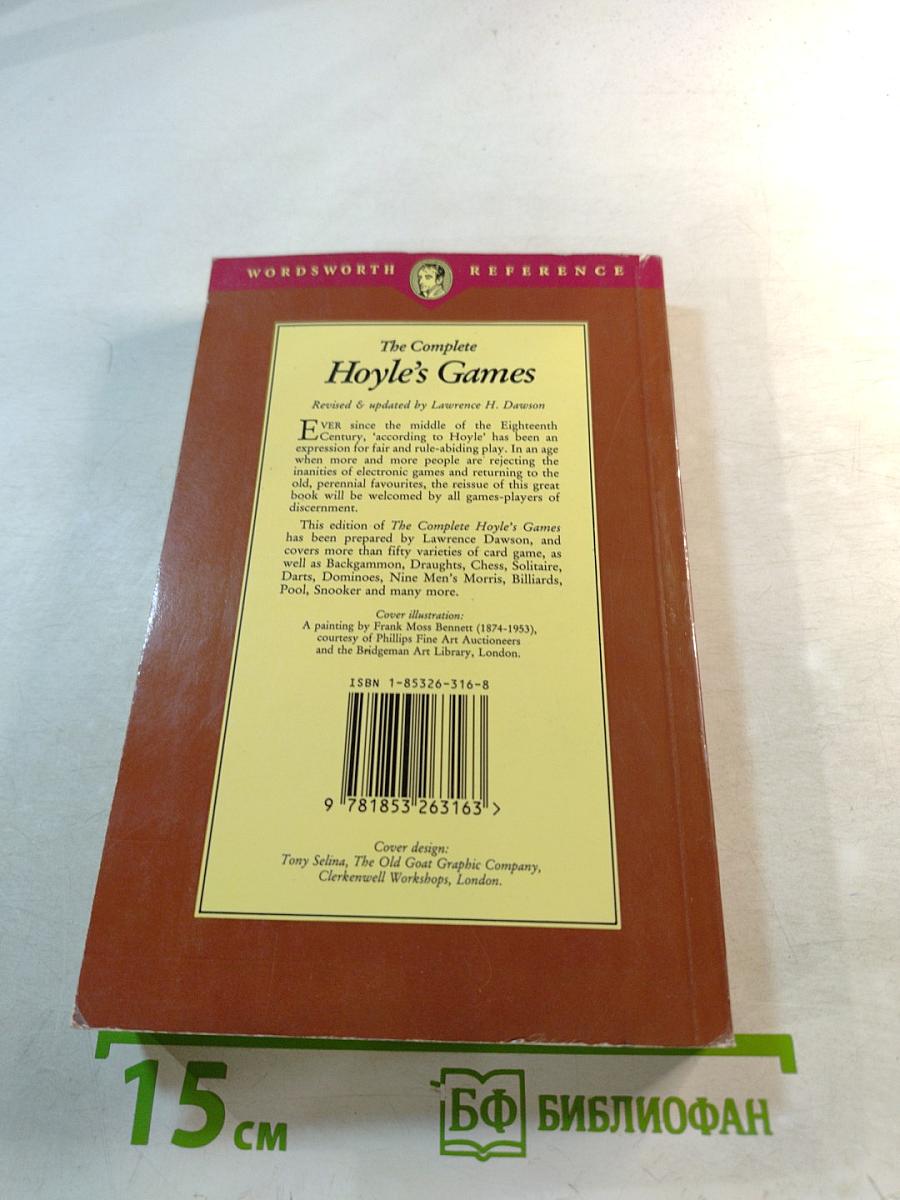 WORDSWORTH REFERENCE
The Complete
Hoyle's Games
Revised & updated by Lawrence H. Dawson
EVER since the middle of the Eighteenth
Century, 'according to Hoyle' has been an
expression for fair and rule-abiding play. In an age
when more and more people are rejecting the
inanities of electronic games and returning to the
old, perennial favourites, the reissue of this great
book will be welcomed by all games-players of
discernment.
This edition of The Complete Hoyle's Games
has been prepared by Lawrence Dawson, and
covers more than fifty varieties of card game, as
well as Backgammon, Draughts, Chess, Solitaire,
Darts, Dominoes, Nine Men's Morris, Billiards,
Pool, Snooker and many more.
Cover illustration:
A painting by Frank Moss Bennett (1874-1953),
courtesy of Phillips Fine Art Auctioneers
and the Bridgeman Art Library, London.
ISBN 1-85326-316-8
9 781853 263163 >
Cover design:
Tony Selina, The Old Goat Graphic Company,
Clerkenwell Workshops, London.
15 см
БФ БИБЛИОФАН